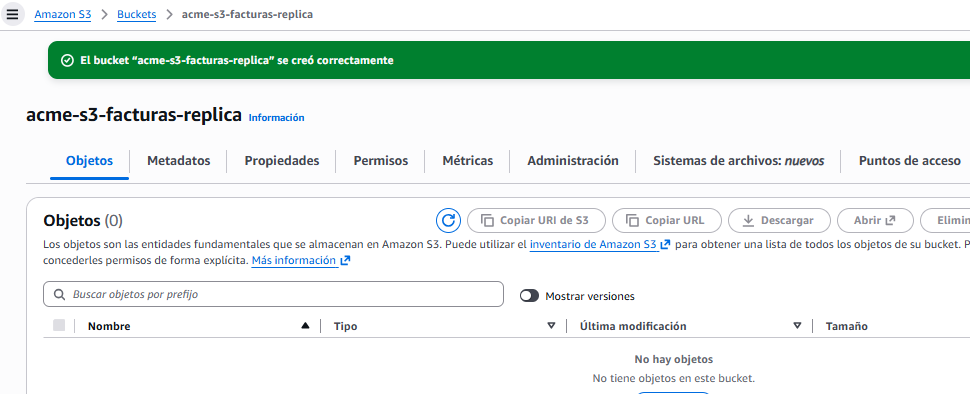 Amazon S3 > Buckets > acme-s3-facturas-replica
El bucket “acme-s3-facturas-replica” se creó correctamente
acme-s3-facturas-replica Información
Objetos Metadatos Propiedades Permisos Métricas Administración Sistemas de archivos: nuevos Puntos de acceso
Objetos (0) Copiar URI de S3 Copiar URL Descargar Abrir Elimin
Los objetos son las entidades fundamentales que se almacenan en Amazon S3. Puede utilizar el inventario de Amazon S3 para obtener una lista de todos los objetos de su bucket. P
concederles permisos de forma explícita. Más información
Buscar objetos por prefijo Mostrar versiones
Nombre Tipo Última modificación Tamaño
No hay objetos
No tiene objetos en este bucket.